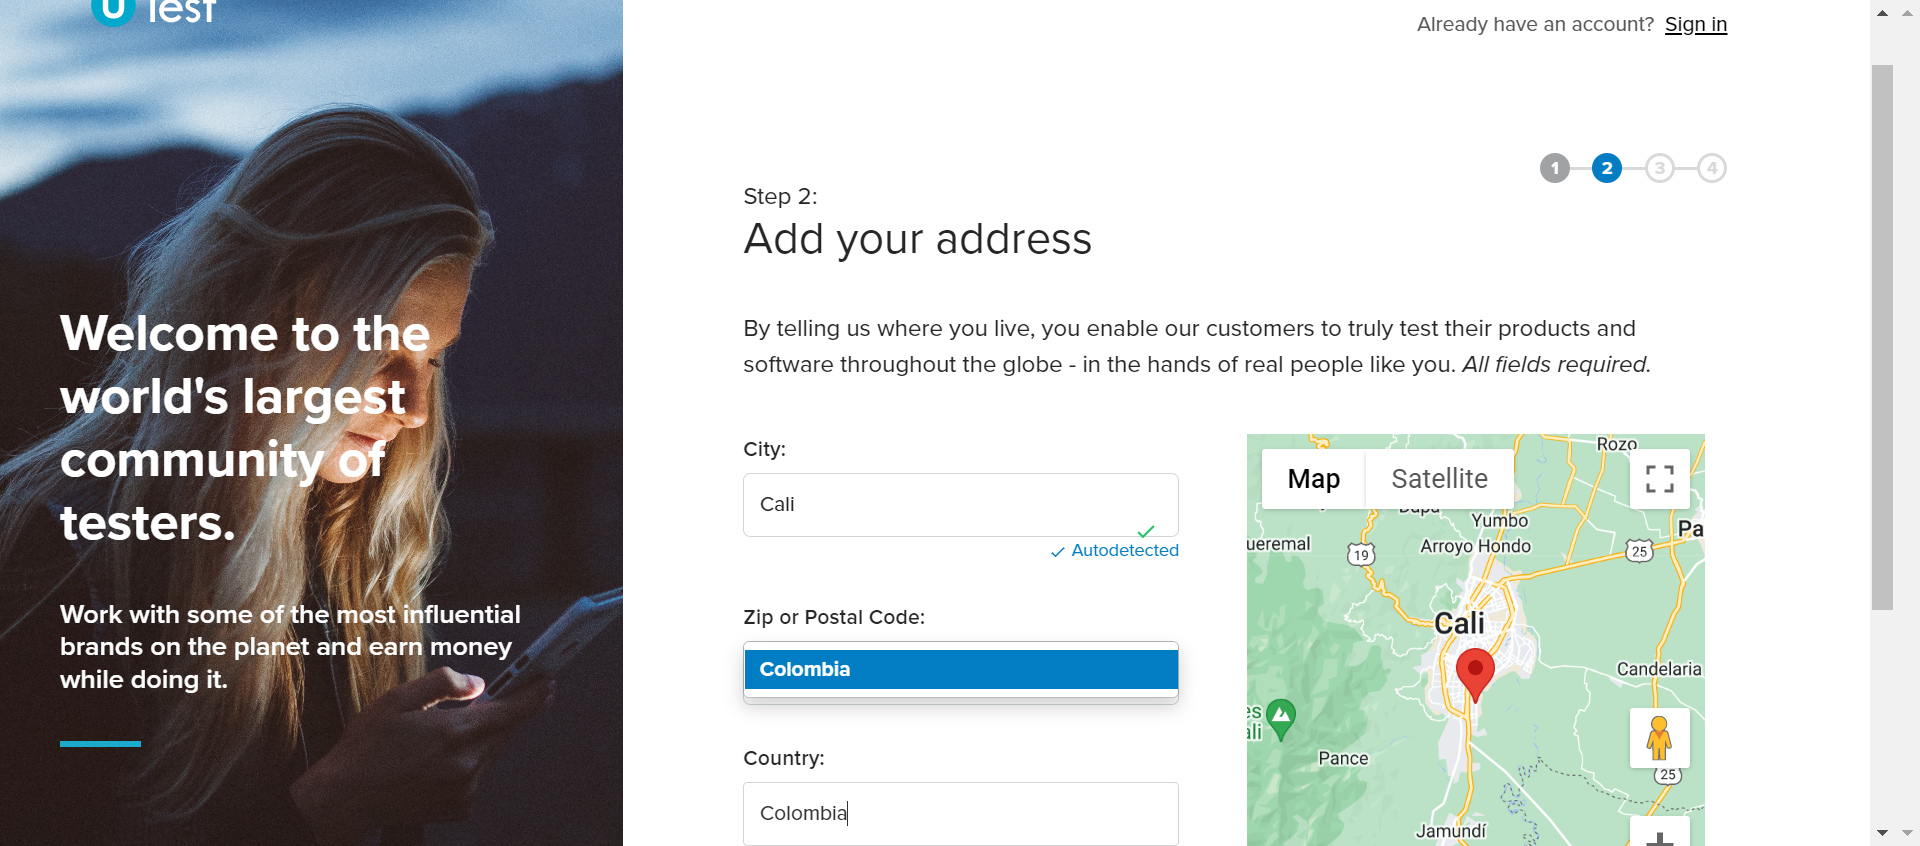 U Test
Already have an account? Sign in
1 2 3 4
Step 2:
Add your address
Welcome to the
world's largest
community of
testers.
Work with some of the most influential
brands on the planet and earn money
while doing it.
By telling us where you live, you enable our customers to truly test their products and
software throughout the globe - in the hands of real people like you. All fields required.
City:
Cali
Autodetected
Zip or Postal Code:
Colombia
Country:
Colombia
Map Satellite
Rozo
Dapa
Yumbo
Pa
ueremal
19
Arroyo Hondo
25
Cali
Candelaria
es
ali
Pance
25
Jamundí